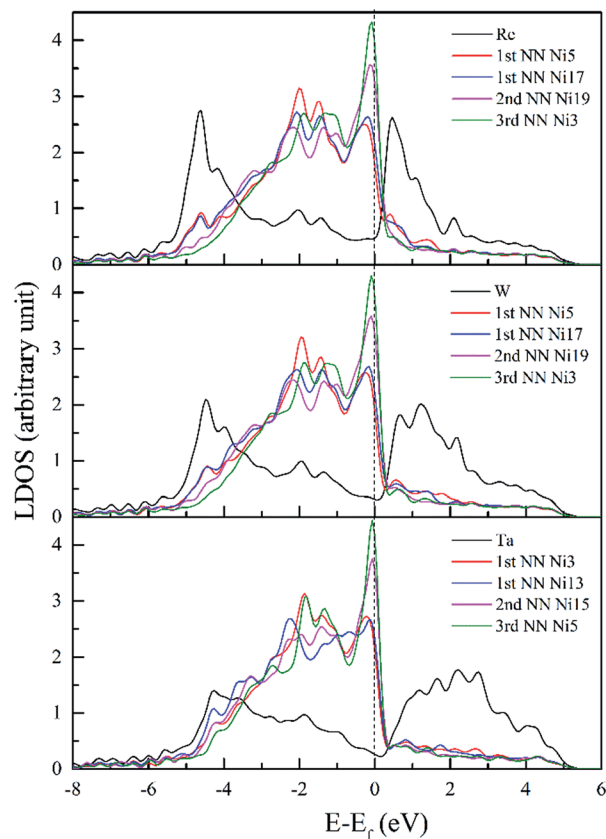 4
3
2
1
0
Re
1st NN Ni5
1st NN Ni17
2nd NN Ni19
3rd NN Ni3
4
3
2
1
0
W
1st NN Ni5
1st NN Ni17
2nd NN Ni19
3rd NN Ni3
LDOS (arbitrary unit)
4
3
2
1
0
Ta
1st NN Ni3
1st NN Ni13
2nd NN Ni15
3rd NN Ni5
-8 -6 -4 -2 0 2 4 6
E-Ef (eV)